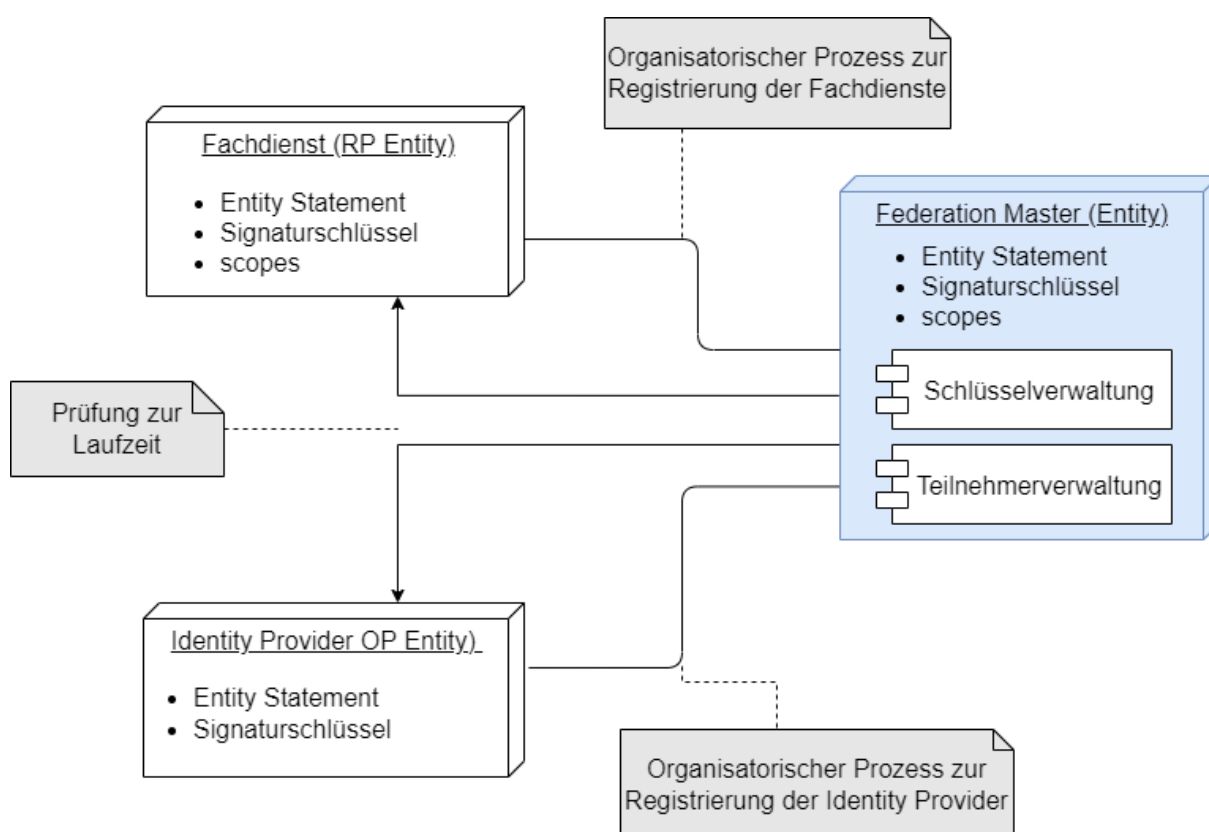 Organisatorischer Prozess zur
Registrierung der Fachdienste
Fachdienst (RP Entity)
• Entity Statement
• Signaturschlüssel
• scopes
Federation Master (Entity)
• Entity Statement
• Signaturschlüssel
• scopes
Schlüsselverwaltung
Teilnehmerverwaltung
Prüfung zur
Laufzeit
Identity Provider OP Entity)
• Entity Statement
• Signaturschlüssel
Organisatorischer Prozess zur
Registrierung der Identity Provider